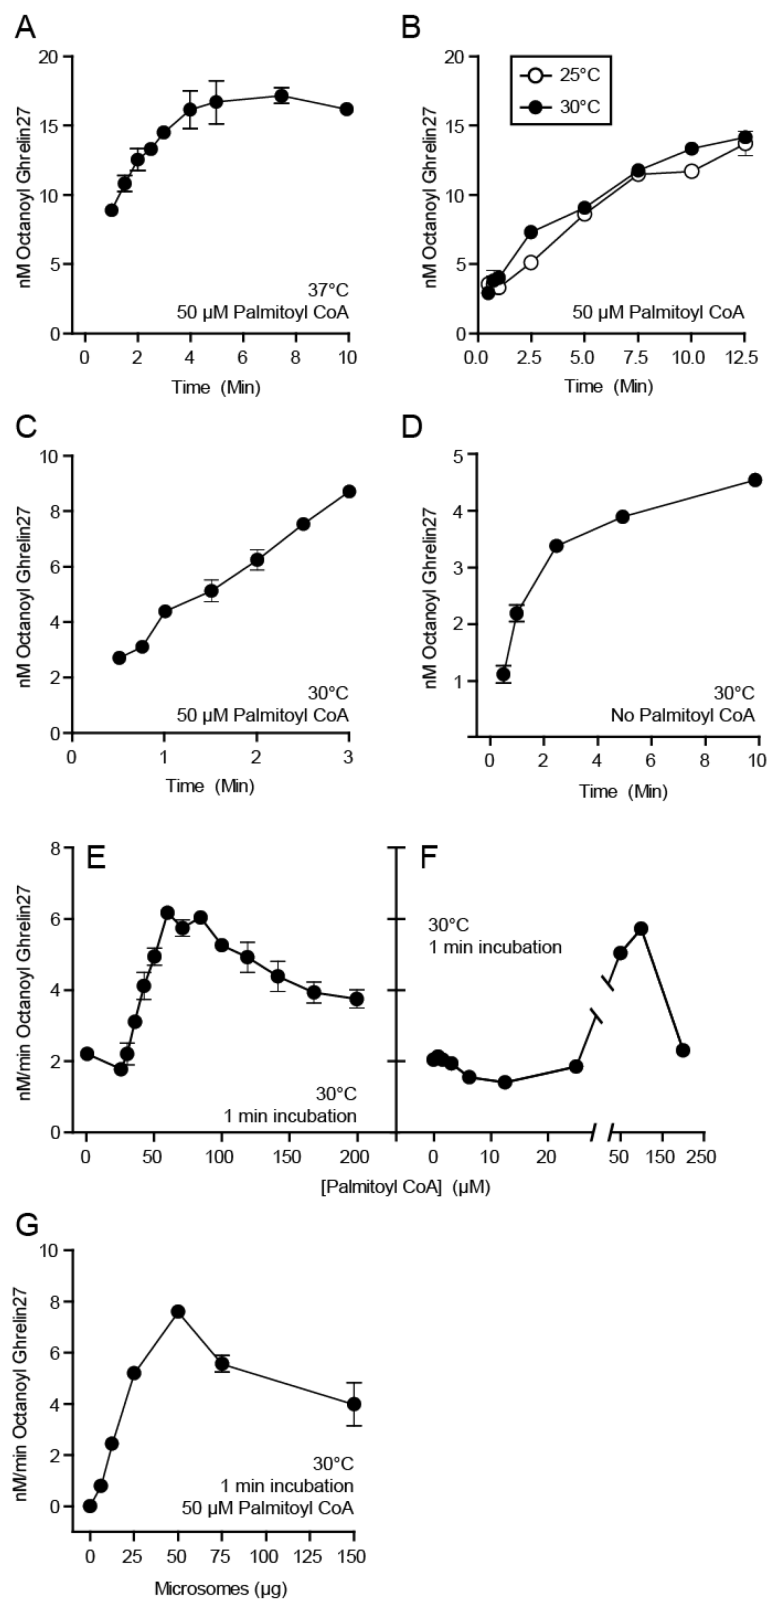 A
nM Octanoyl Ghrelin27
20
15
10
5
0
37°C
50 µM Palmitoyl CoA
0 2 4 6 8 10
Time (Min)
B
nM Octanoyl Ghrelin27
20
15
10
5
0
25°C
30°C
50 µM Palmitoyl CoA
0.0 2.5 5.0 7.5 10.0 12.5
Time (Min)
C
nM Octanoyl Ghrelin27
10
8
6
4
2
0
30°C
50 µM Palmitoyl CoA
0 1 2 3
Time (Min)
D
nM Octanoyl Ghrelin27
5
4
3
2
1
30°C
No Palmitoyl CoA
0 2 4 6 8 10
Time (Min)
E
nM/min Octanoyl Ghrelin27
8
6
4
2
0
30°C
1 min incubation
0 50 100 150 200
F
30°C
1 min incubation
0 10 20 50 150 250
[Palmitoyl CoA] (µM)
G
nM/min Octanoyl Ghrelin27
10
8
6
4
2
0
30°C
1 min incubation
50 µM Palmitoyl CoA
0 25 50 75 100 125 150
Microsomes (µg)